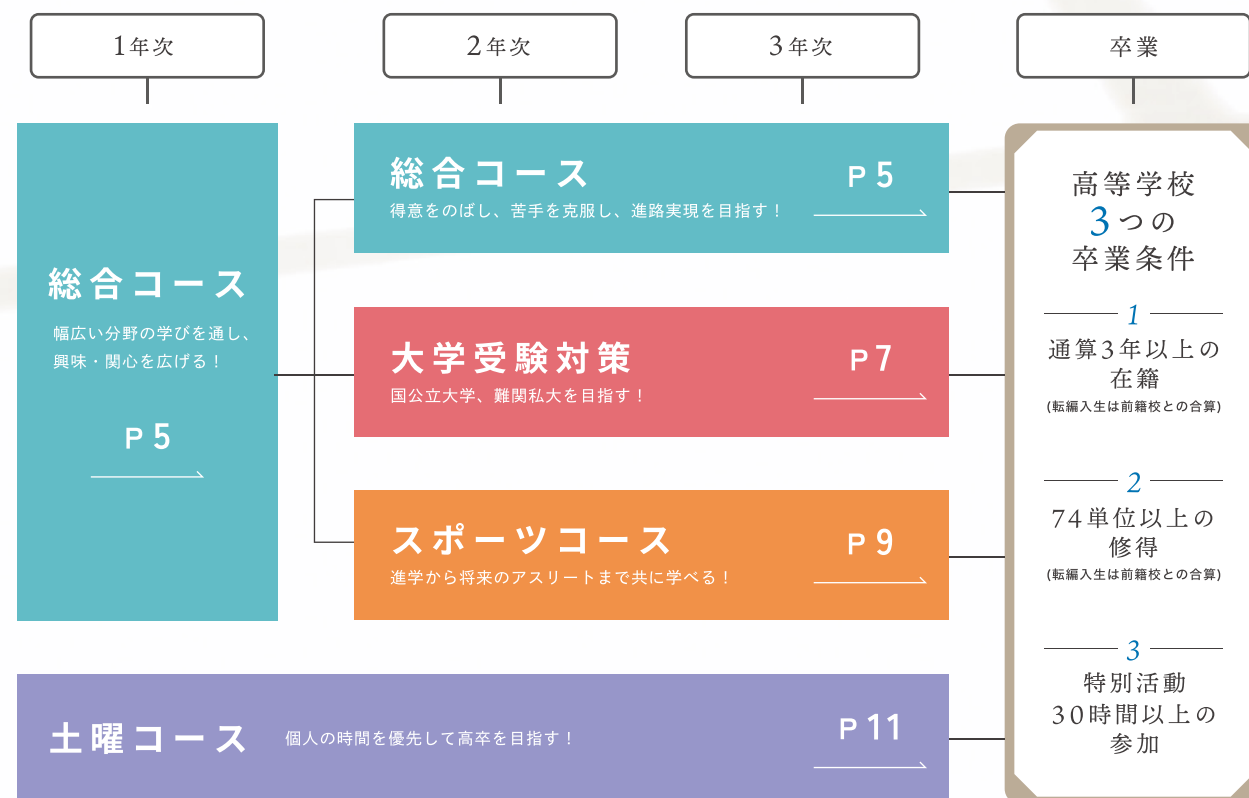 1年次
2年次
3年次
卒業
総合コース
幅広い分野の学びを通し、
興味・関心を広げる！
P5
総合コース
得意をのばし、苦手を克服し、進路実現を目指す！
P5
大学受験対策
国公立大学、難関私大を目指す！
P7
スポーツコース
進学から将来のアスリートまで共に学べる！
P9
土曜コース
個人の時間を優先して高卒を目指す！
P11
高等学校
3つの
卒業条件
1
通算3年以上の
在籍
(転編入生は前籍校との合算)
2
74単位以上の
修得
(転編入生は前籍校との合算)
3
特別活動
30時間以上の
参加